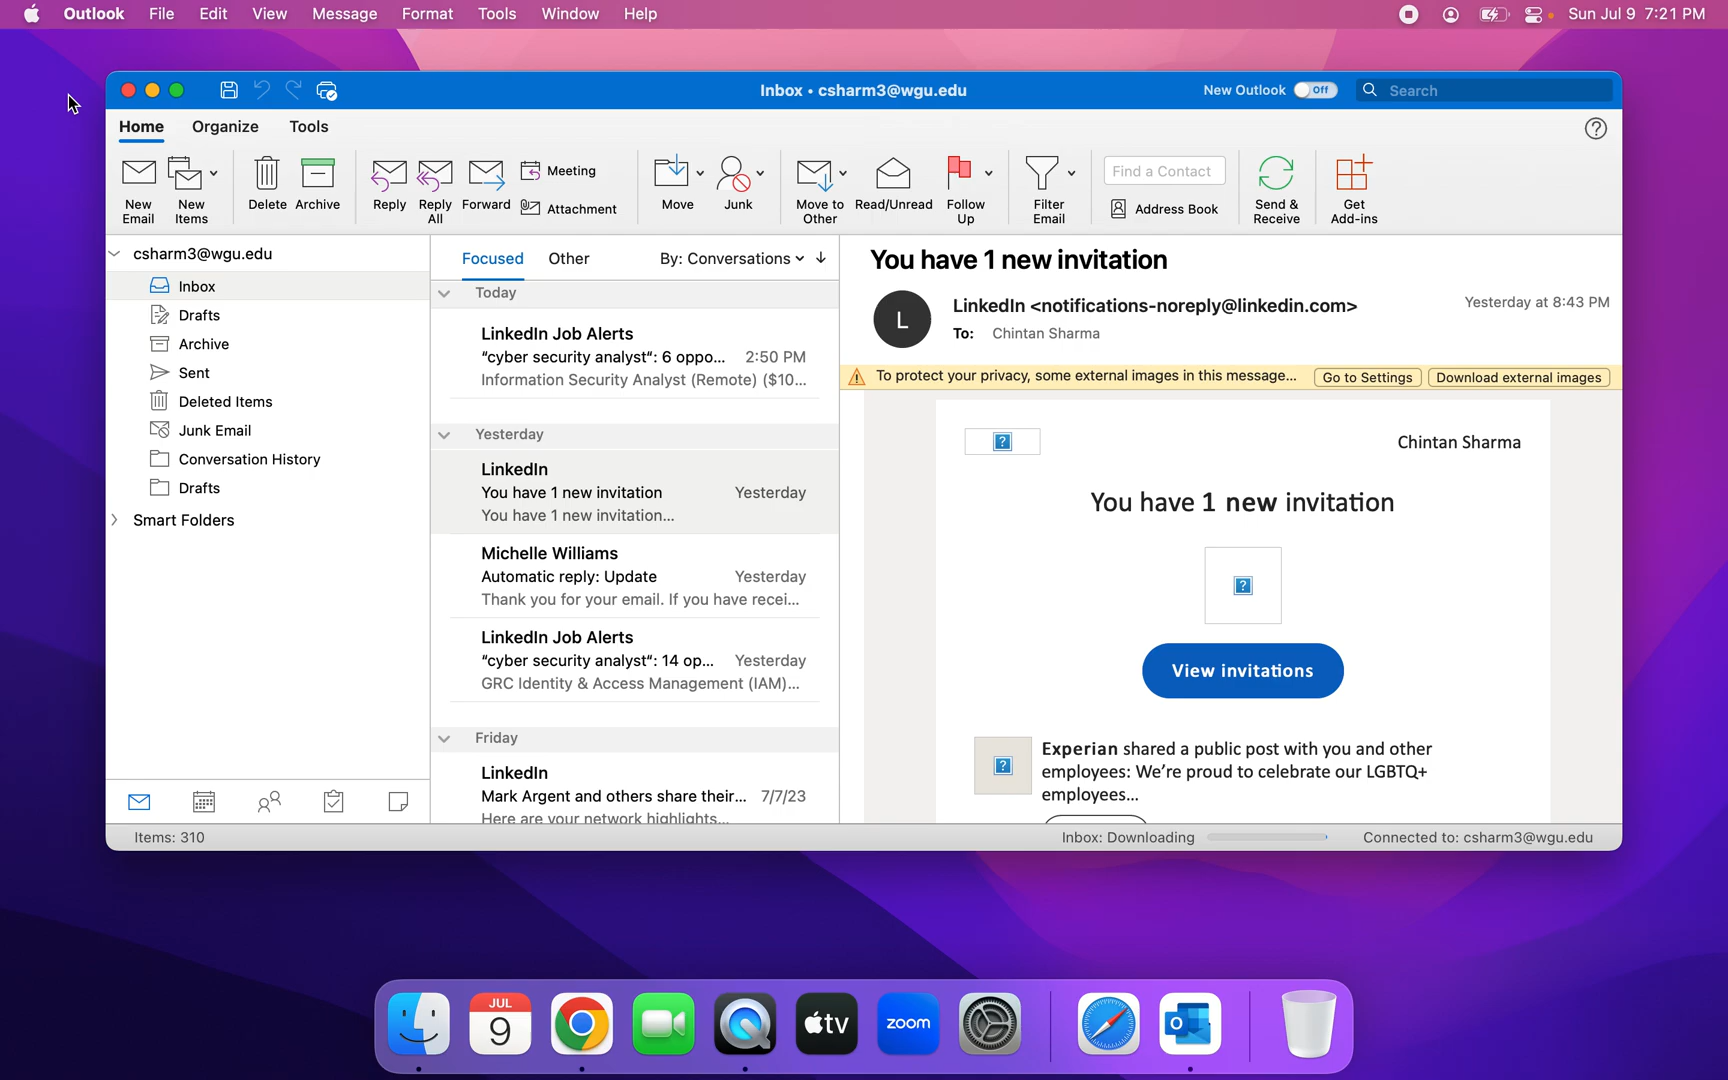 Outlook File Edit View Message Format Tools Window Help Sun Jul 9 7:21 PM
Inbox • csharm3@wgu.edu New Outlook Off Search
Home Organize Tools
New Email New Items Delete Archive Reply Reply All Forward Meeting Attachment Move Junk Move to Other Read/Unread Follow Up Filter Email Find a Contact Address Book Send & Receive Get Add-ins
csharm3@wgu.edu
Inbox
Drafts
Archive
Sent
Deleted Items
Junk Email
Conversation History
Drafts
Smart Folders
Items: 310
Focused Other By: Conversations
Today
LinkedIn Job Alerts
“cyber security analyst“: 6 oppo... 2:50 PM
Information Security Analyst (Remote) ($10...
Yesterday
LinkedIn
You have 1 new invitation Yesterday
You have 1 new invitation...
Michelle Williams
Automatic reply: Update Yesterday
Thank you for your email. If you have recei...
LinkedIn Job Alerts
“cyber security analyst“: 14 op... Yesterday
GRC Identity & Access Management (IAM)...
Friday
LinkedIn
Mark Argent and others share their... 7/7/23
Here are your network highlights...
You have 1 new invitation
L
LinkedIn <notifications-noreply@linkedin.com> Yesterday at 8:43 PM
To: Chintan Sharma
To protect your privacy, some external images in this message... Go to Settings Download external images
Chintan Sharma
You have 1 new invitation
View invitations
Experian shared a public post with you and other
employees: We’re proud to celebrate our LGBTQ+
employees...
Inbox: Downloading Connected to: csharm3@wgu.edu
JUL
9
tv
zoom
O